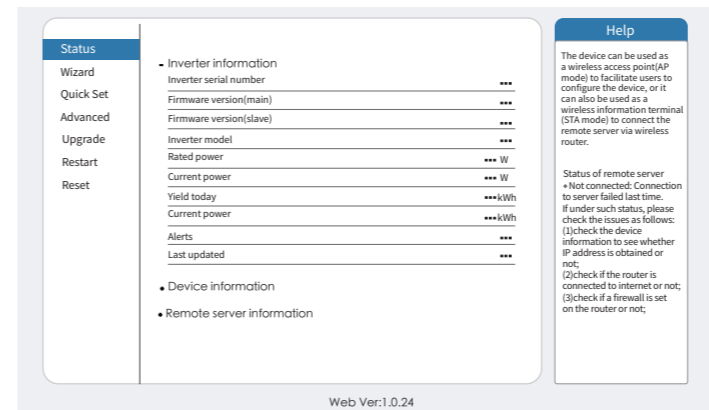 Status
Wizard
Quick Set
Advanced
Upgrade
Restart
Reset
- Inverter information
Inverter serial number ---
Firmware version(main) ---
Firmware version(slave) ---
Inverter model ---
Rated power --- W
Current power --- W
Yield today ---kWh
Current power ---kWh
Alerts ---
Last updated ---
• Device information
• Remote server information
Help
The device can be used as
a wireless access point(AP
mode) to facilitate users to
configure the device, or it
can also be used as a
wireless information terminal
(STA mode) to connect the
remote server via wireless
router.
Status of remote server
+Not connected: Connection
to server failed last time.
If under such status, please
check the issues as follows:
(1)check the device
information to see whether
IP address is obtained or
not;
(2)check if the router is
connected to internet or not;
(3)check if a firewall is set
on the router or not;
Web Ver:1.0.24